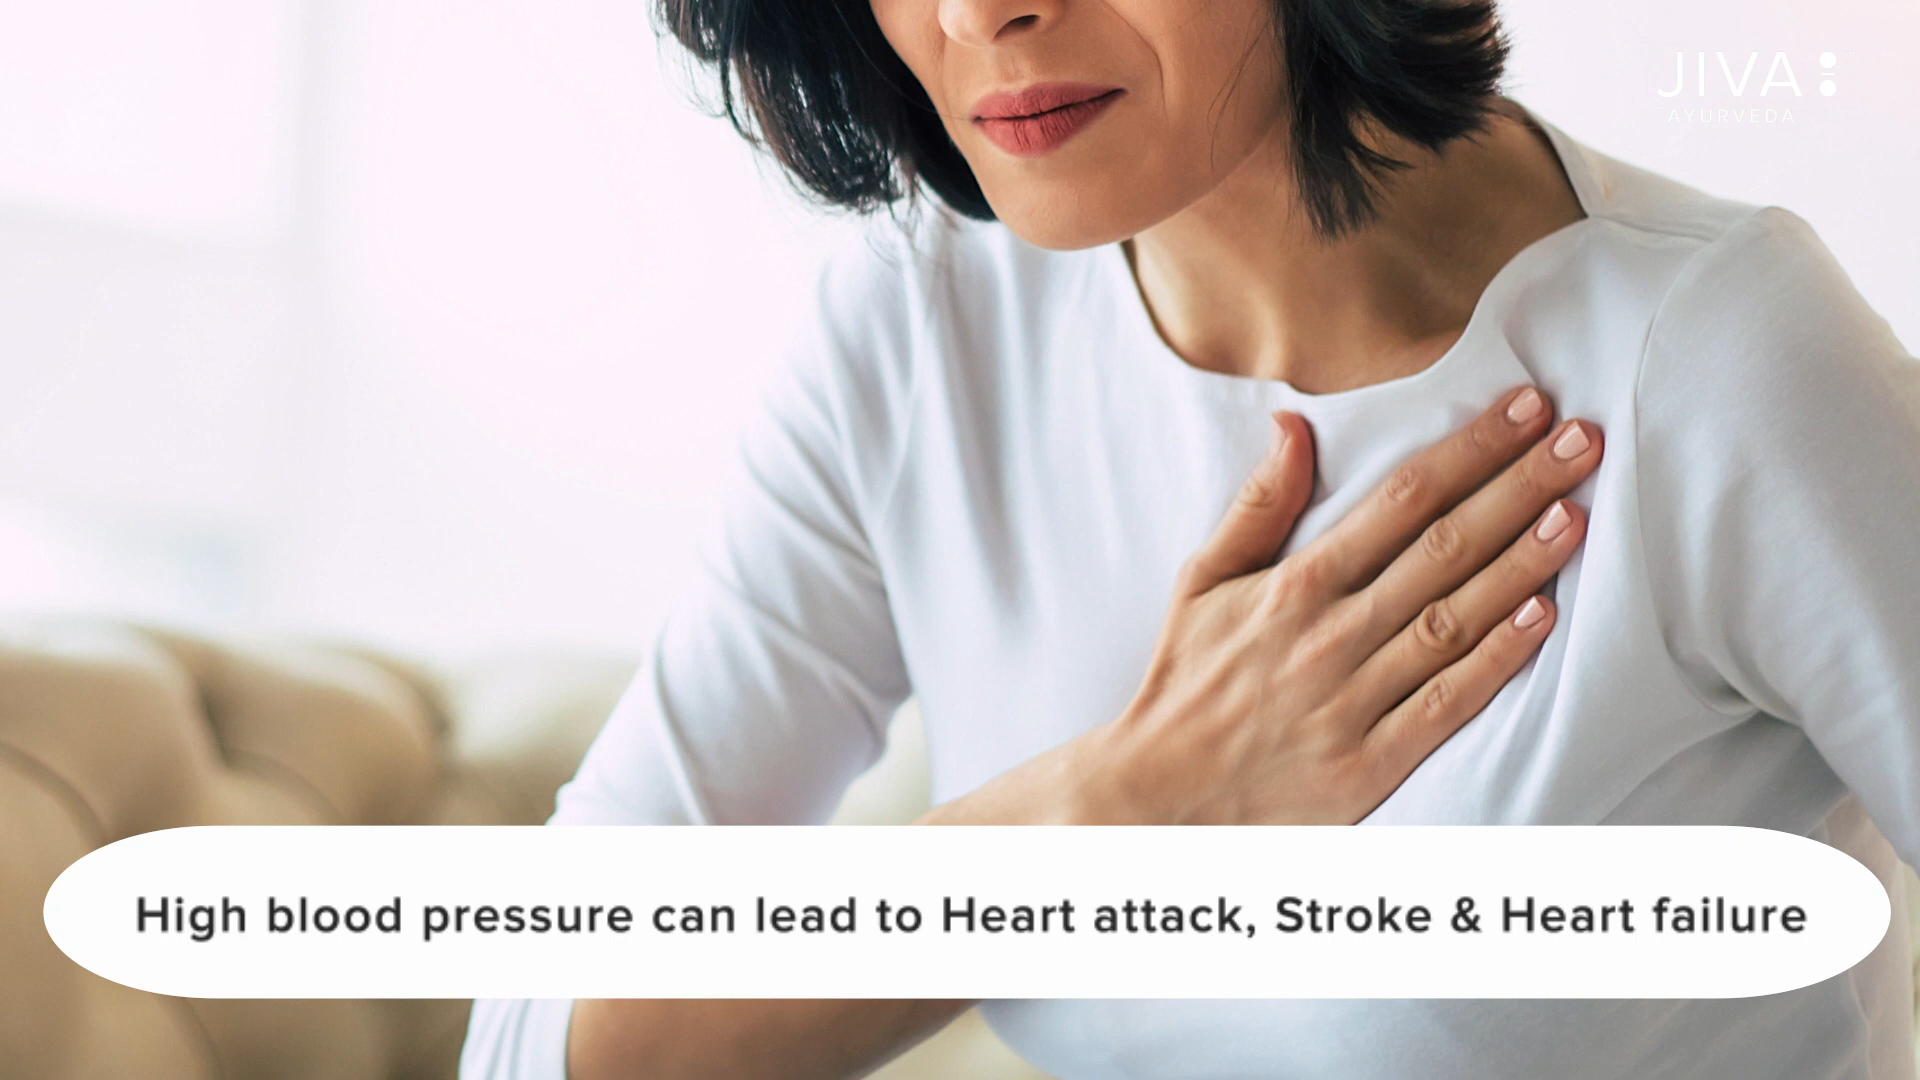 JIVA
AYURVEDA
High blood pressure can lead to Heart attack, Stroke & Heart failure